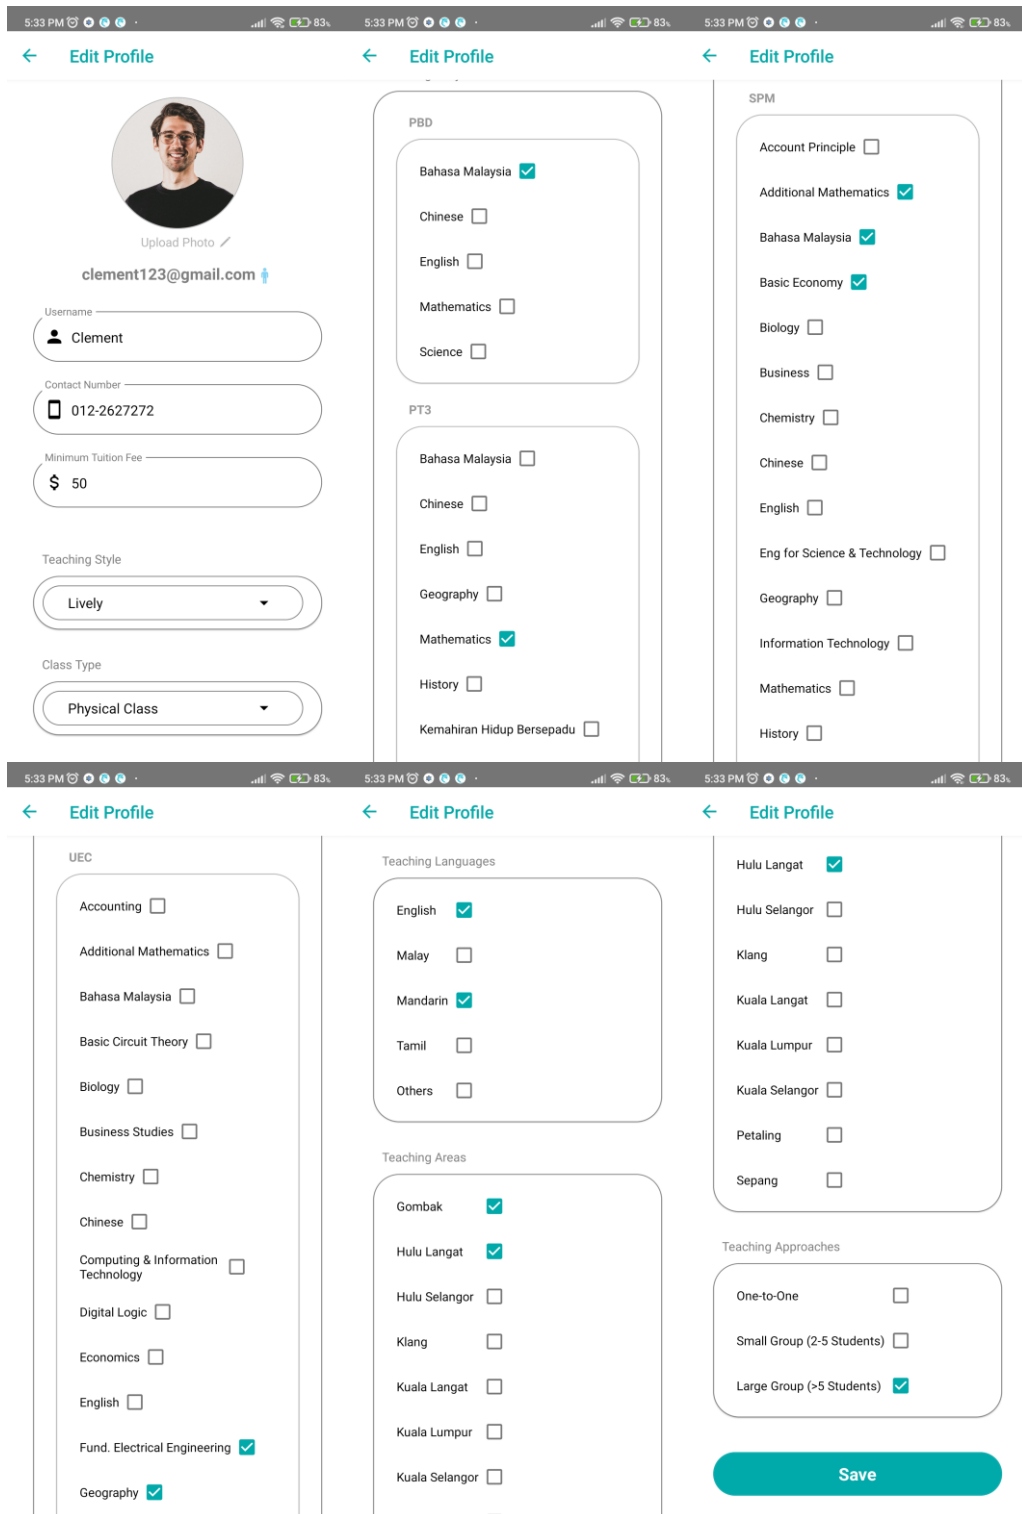 5:33 PM
83%
Edit Profile
Upload Photo
clement123@gmail.com
Username
Clement
Contact Number
012-2627272
Minimum Tuition Fee
$ 50
Teaching Style
Lively
Class Type
Physical Class
5:33 PM
83%
Edit Profile
PBD
Bahasa Malaysia
Chinese
English
Mathematics
Science
PT3
Bahasa Malaysia
Chinese
English
Geography
Mathematics
History
Kemahiran Hidup Bersepadu
5:33 PM
83%
Edit Profile
SPM
Account Principle
Additional Mathematics
Bahasa Malaysia
Basic Economy
Biology
Business
Chemistry
Chinese
English
Eng for Science & Technology
Geography
Information Technology
Mathematics
History
5:33 PM
83%
Edit Profile
UEC
Accounting
Additional Mathematics
Bahasa Malaysia
Basic Circuit Theory
Biology
Business Studies
Chemistry
Chinese
Computing & Information
Technology
Digital Logic
Economics
English
Fund. Electrical Engineering
Geography
5:33 PM
83%
Edit Profile
Teaching Languages
English
Malay
Mandarin
Tamil
Others
Teaching Areas
Gombak
Hulu Langat
Hulu Selangor
Klang
Kuala Langat
Kuala Lumpur
Kuala Selangor
5:33 PM
83%
Edit Profile
Hulu Langat
Hulu Selangor
Klang
Kuala Langat
Kuala Lumpur
Kuala Selangor
Petaling
Sepang
Teaching Approaches
One-to-One
Small Group (2-5 Students)
Large Group (>5 Students)
Save